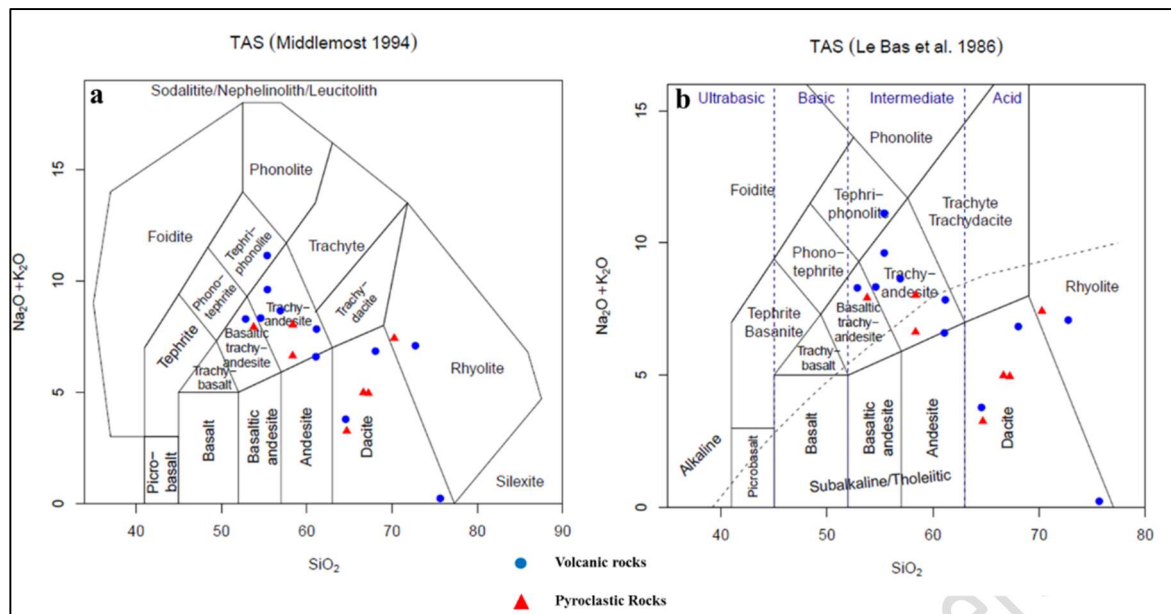 TAS (Middlemost 1994)
a
Sodalitite/Nephelinolith/Leucitolith
Phonolite
Foidite
Tephri-
phonolite
Trachyte
Phono-
tephrite
Trachy-
andesite
Trachy-
dacite
Tephrite
Basaltic
trachy-
andesite
Rhyolite
Trachy-
basalt
Picro-
basalt
Basalt
Basaltic
andesite
Andesite
Dacite
Silexite
Na₂O+K₂O
0
5
10
15
40
50
60
70
80
90
SiO₂
TAS (Le Bas et al. 1986)
b
Ultrabasic
Basic
Intermediate
Acid
Phonolite
Foidite
Tephri-
phonolite
Trachyte
Trachydacite
Phono-
tephrite
Trachy-
andesite
Rhyolite
Tephrite
Basanite
Basaltic
trachy-
andesite
Trachy-
basalt
Alkaline
Picrobasalt
Basalt
Basaltic
andesite
Andesite
Dacite
Subalkaline/Tholeiitic
Na₂O+K₂O
0
5
10
15
40
50
60
70
80
SiO₂
Volcanic rocks
Pyroclastic Rocks